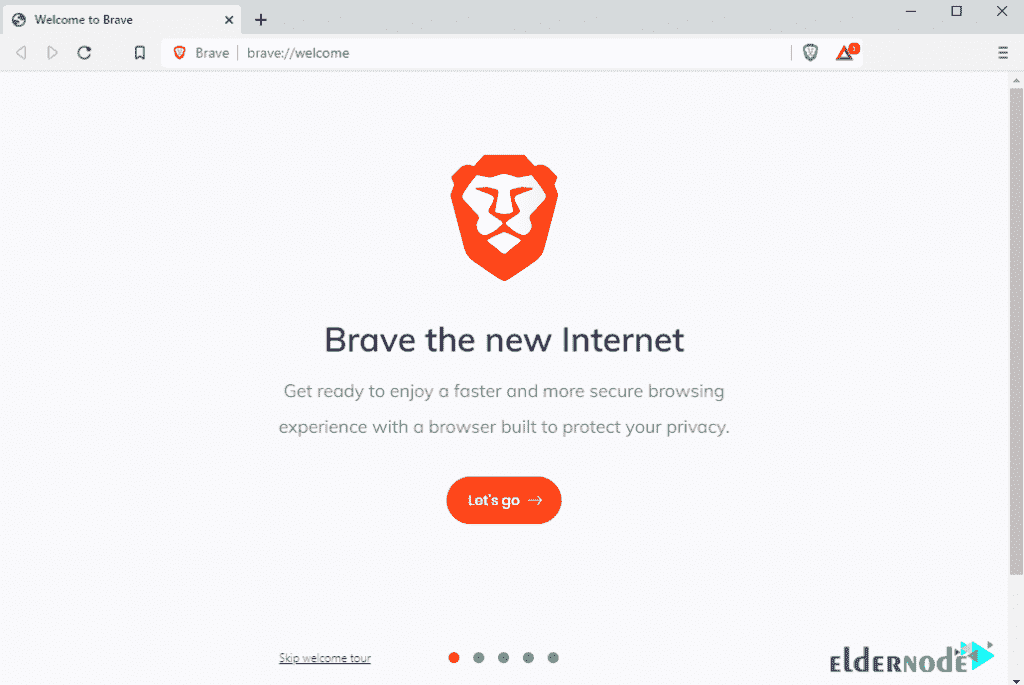 Welcome to Brave
Brave | brave://welcome
1
Brave the new Internet
Get ready to enjoy a faster and more secure browsing
experience with a browser built to protect your privacy.
Let's go →
Skip welcome tour
eldernode